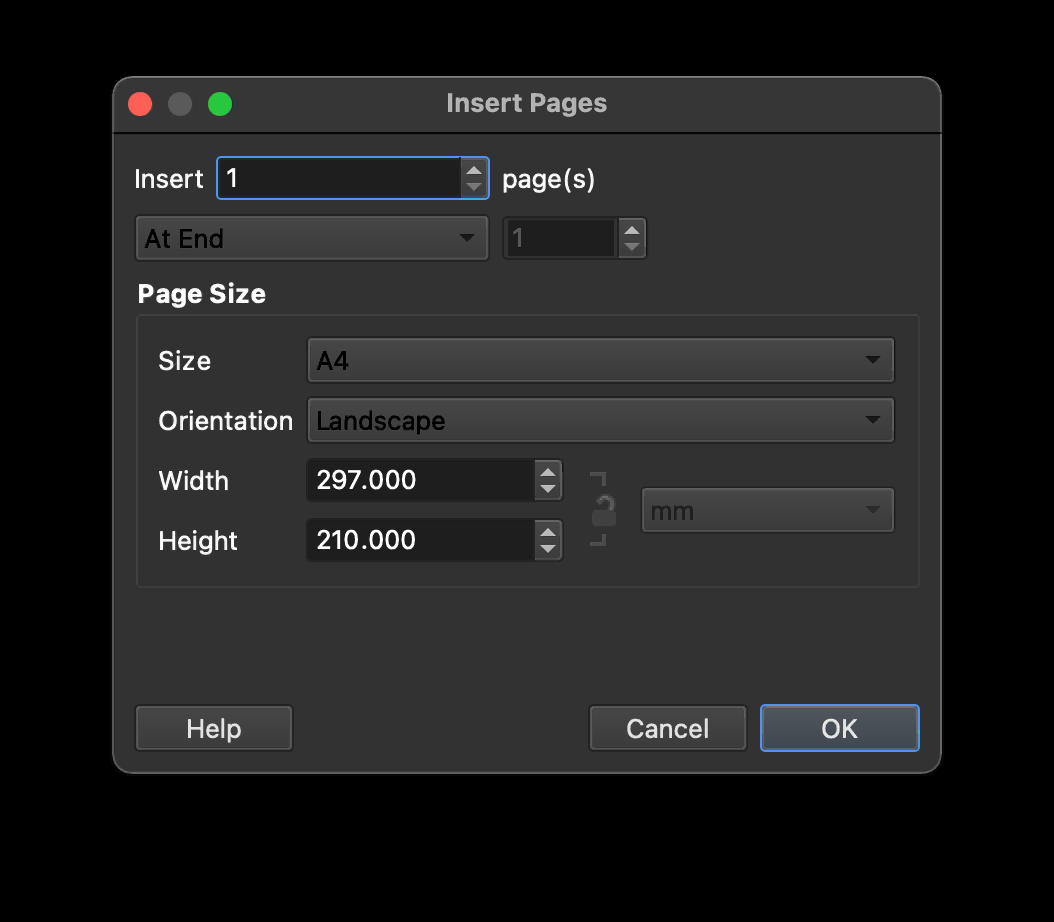 Insert Pages
Insert 1 page(s)
At End 1
Page Size
Size A4
Orientation Landscape
Width 297.000
mm
Height 210.000
Help Cancel OK